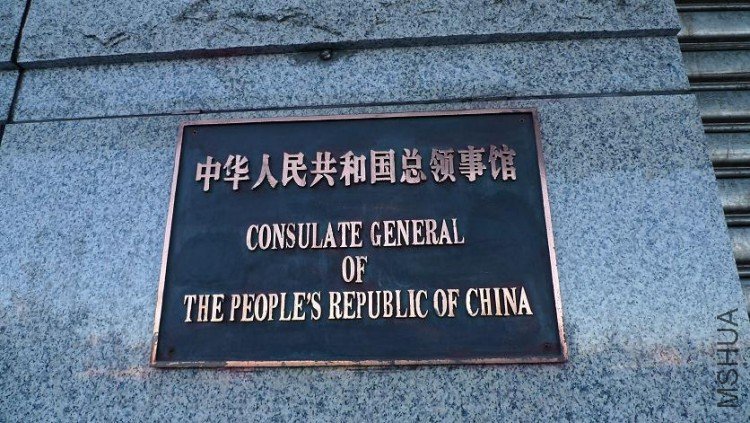 中华人民共和国总领事馆
CONSULATE GENERAL
OF
THE PEOPLE'S REPUBLIC OF CHINA
MSHUA